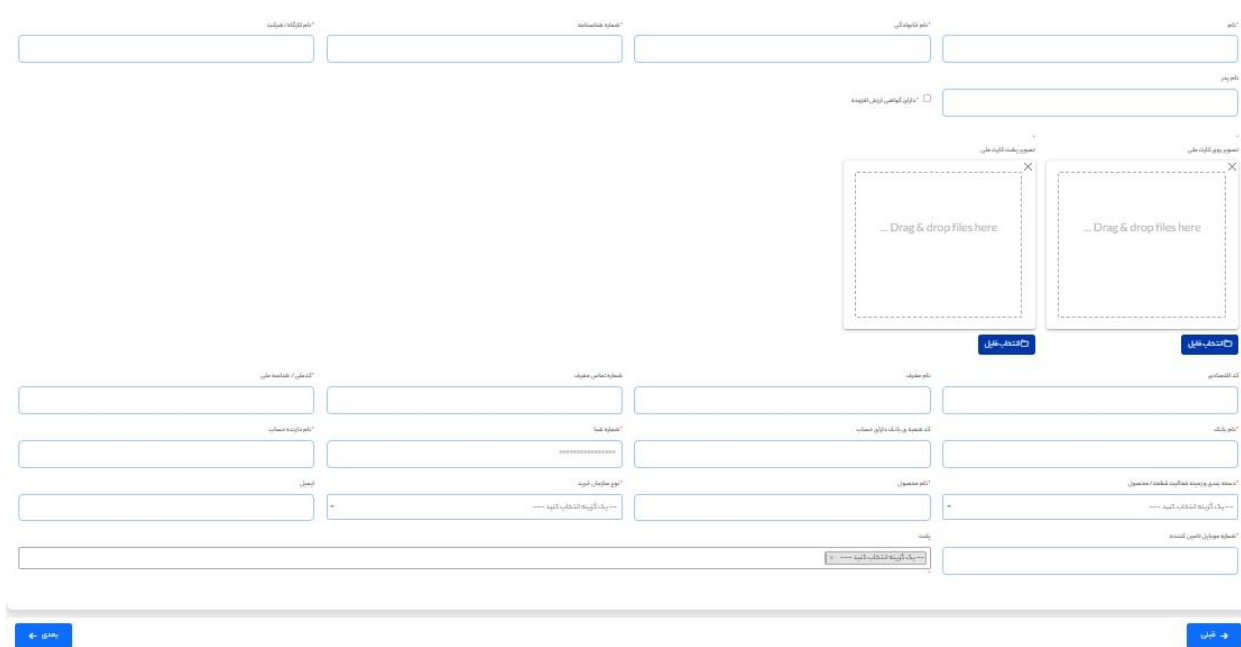 *نام
*نام خانوادگی
*شماره شناسنامه
*نام کارگاه / شرکت
نام پدر
*دارای گواهی ارزش افزوده
*
*
تصویر روی کارت ملی
تصویر پشت کارت ملی
Drag & drop files here ...
Drag & drop files here ...
انتخاب فایل
انتخاب فایل
کد اقتصادی
نام معرف
شماره تماس معرف
*کدملی / شناسه ملی
*نام بانک
کد شعبه ی بانک دارای حساب
*شماره شبا
*نام دارنده حساب
*دسته بندی و زمینه فعالیت قطعه / محصول
*نام محصول
*نوع سازمان خرید
ایمیل
--- یک گزینه انتخاب کنید ---
--- یک گزینه انتخاب کنید ---
*شماره موبایل تامین کننده
پلنت
--- یک گزینه انتخاب کنید --- ×
قبلی
بعدی